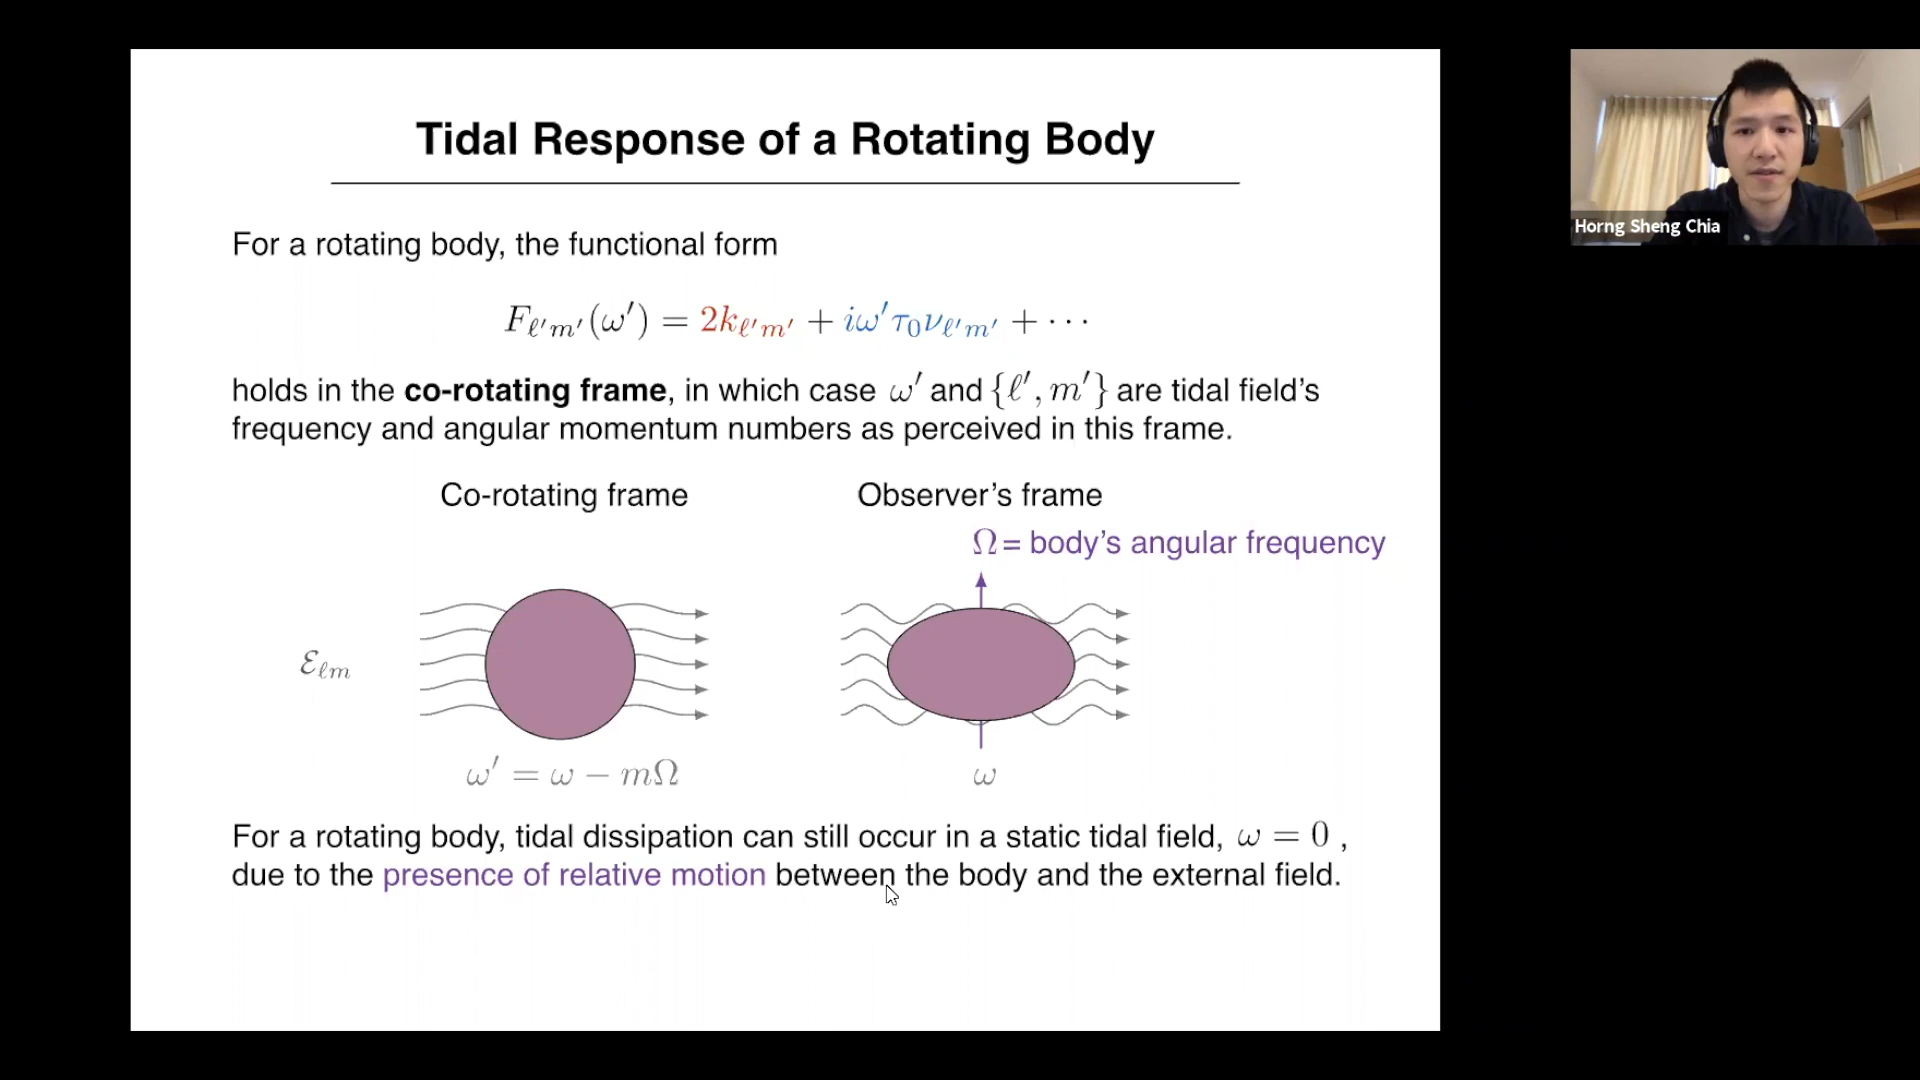 Tidal Response of a Rotating Body
For a rotating body, the functional form
F_{ℓ′m′}(ω′) = 2k_{ℓ′m′} + iω′τ₀ν_{ℓ′m′} + ⋯
holds in the co-rotating frame, in which case ω′ and {ℓ′, m′} are tidal field's
frequency and angular momentum numbers as perceived in this frame.
Co-rotating frame
Observer's frame
Ω = body's angular frequency
ℰ_{ℓm}
ω′ = ω − mΩ
ω
For a rotating body, tidal dissipation can still occur in a static tidal field, ω = 0 ,
due to the presence of relative motion between the body and the external field.
Horng Sheng Chia